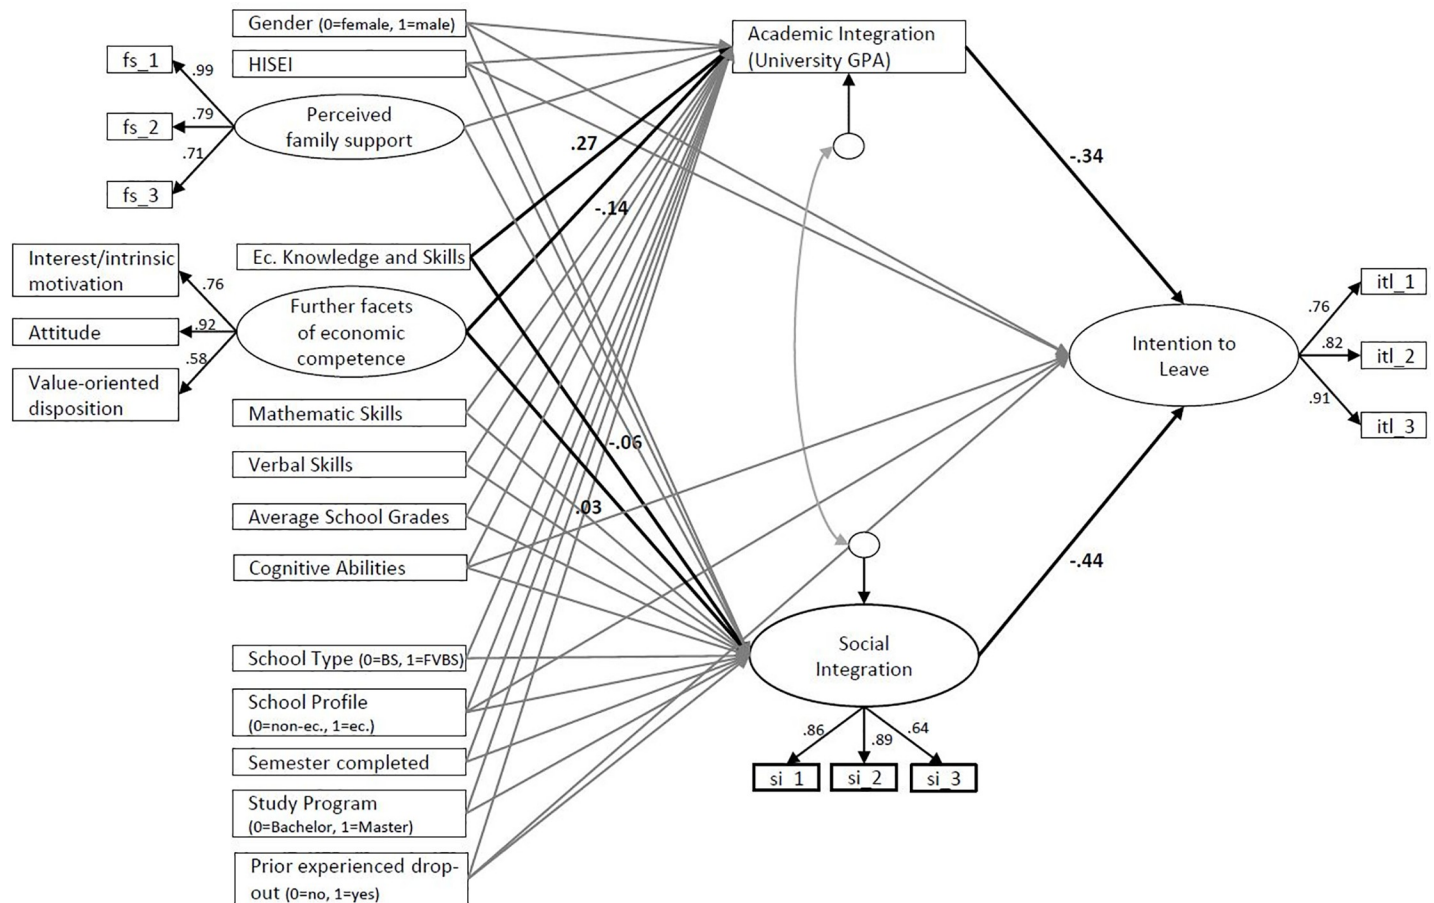 Gender (0=female, 1=male)
HISEI
fs_1
.99
Perceived
family support
fs_2
.79
.71
fs_3
Academic Integration
(University GPA)
.27
-.34
-.14
Ec. Knowledge and Skills
Interest/intrinsic
motivation
.76
Further facets
of economic
competence
Attitude
.92
.58
Value-oriented
disposition
Intention to
Leave
.76
itl_1
.82
itl_2
.91
itl_3
Mathematic Skills
-.06
Verbal Skills
.03
Average School Grades
Cognitive Abilities
-.44
School Type (0=BS, 1=FVBS)
Social
Integration
School Profile
(0=non-ec., 1=ec.)
.86
.89
.64
Semester completed
si_1
si_2
si_3
Study Program
(0=Bachelor, 1=Master)
Prior experienced drop-
out (0=no, 1=yes)